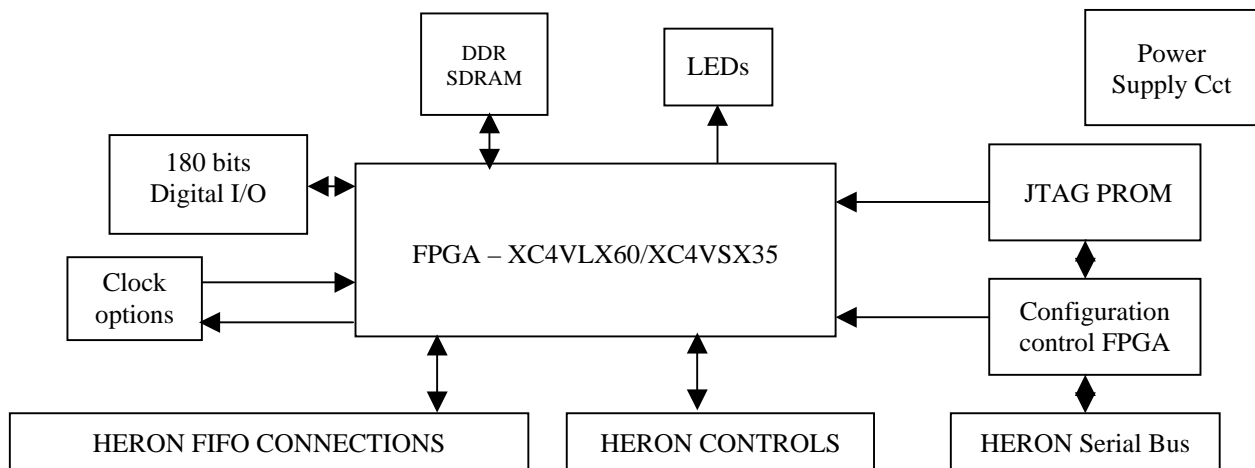 DDR
SDRAM
LEDs
Power
Supply Cct
180 bits
Digital I/O
JTAG PROM
FPGA – XC4VLX60/XC4VSX35
Clock
options
Configuration
control FPGA
HERON FIFO CONNECTIONS
HERON CONTROLS
HERON Serial Bus